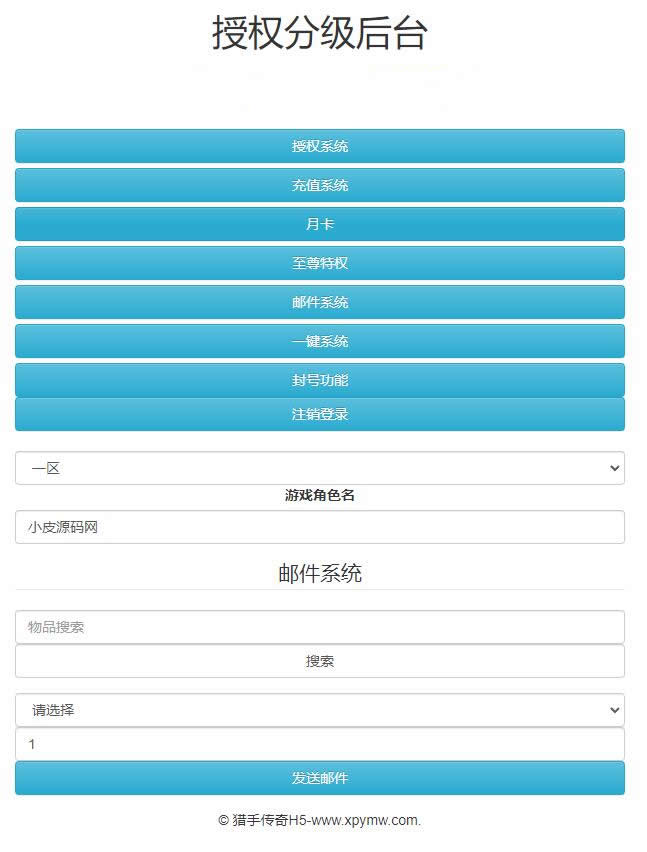 授权分级后台
授权系统
充值系统
月卡
至尊特权
邮件系统
一键系统
封号功能
注销登录
一区
游戏角色名
小皮源码网
邮件系统
物品搜索
搜索
请选择
1
发送邮件
© 猎手传奇H5-www.xpymw.com.